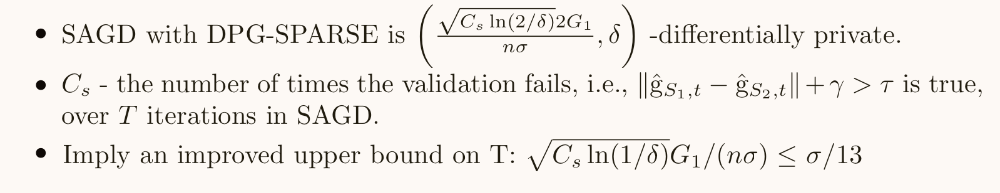 • SAGD with DPG-SPARSE is $\left(\frac{\sqrt{C_s \ln(2/\delta)}2G_1}{n\sigma}, \delta\right)$ -differentially private.
• $C_s$ - the number of times the validation fails, i.e., $\|\hat{\mathrm{g}}_{S_1,t} - \hat{\mathrm{g}}_{S_2,t}\| + \gamma > \tau$ is true,
over $T$ iterations in SAGD.
• Imply an improved upper bound on T: $\sqrt{C_s \ln(1/\delta)}G_1/(n\sigma) \leq \sigma/13$